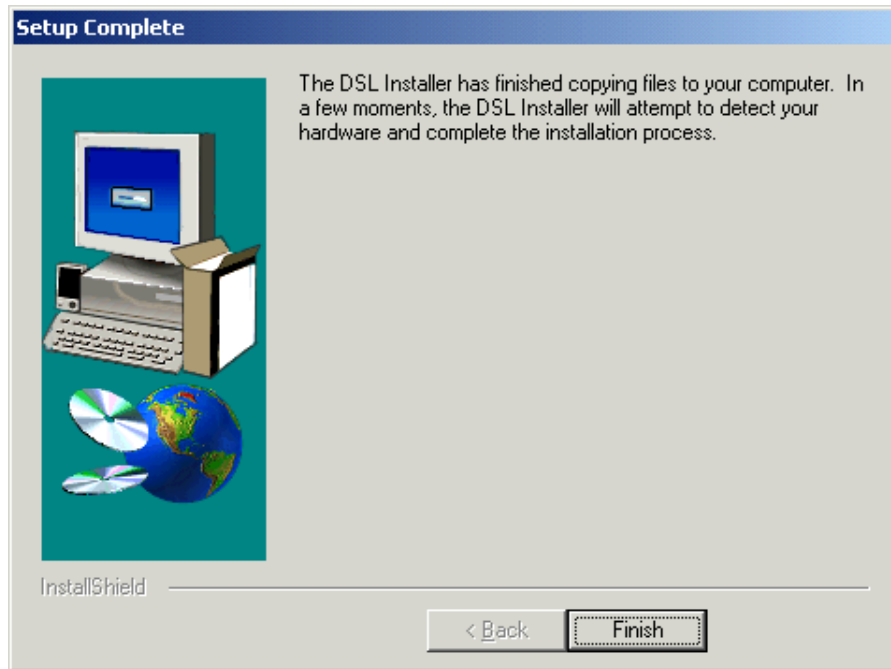 Setup Complete
The DSL Installer has finished copying files to your computer.  In
a few moments, the DSL Installer will attempt to detect your
hardware and complete the installation process.
InstallShield
< Back
Finish